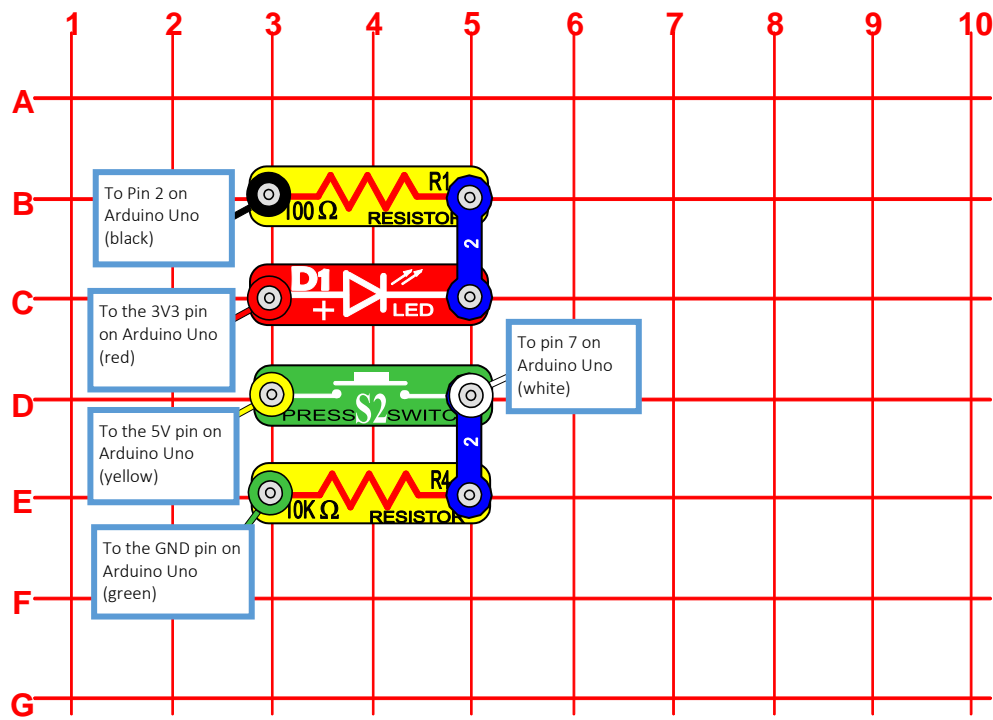 1 2 3 4 5 6 7 8 9 10
A
B
To Pin 2 on
Arduino Uno
(black)
R1
100 Ω
RESISTOR
2
C
To the 3V3 pin
on Arduino Uno
(red)
D1
+
LED
To pin 7 on
Arduino Uno
(white)
D
PRESS S2 SWITC
To the 5V pin on
Arduino Uno
(yellow)
2
E
R4
10K Ω
RESISTOR
To the GND pin on
Arduino Uno
(green)
F
G